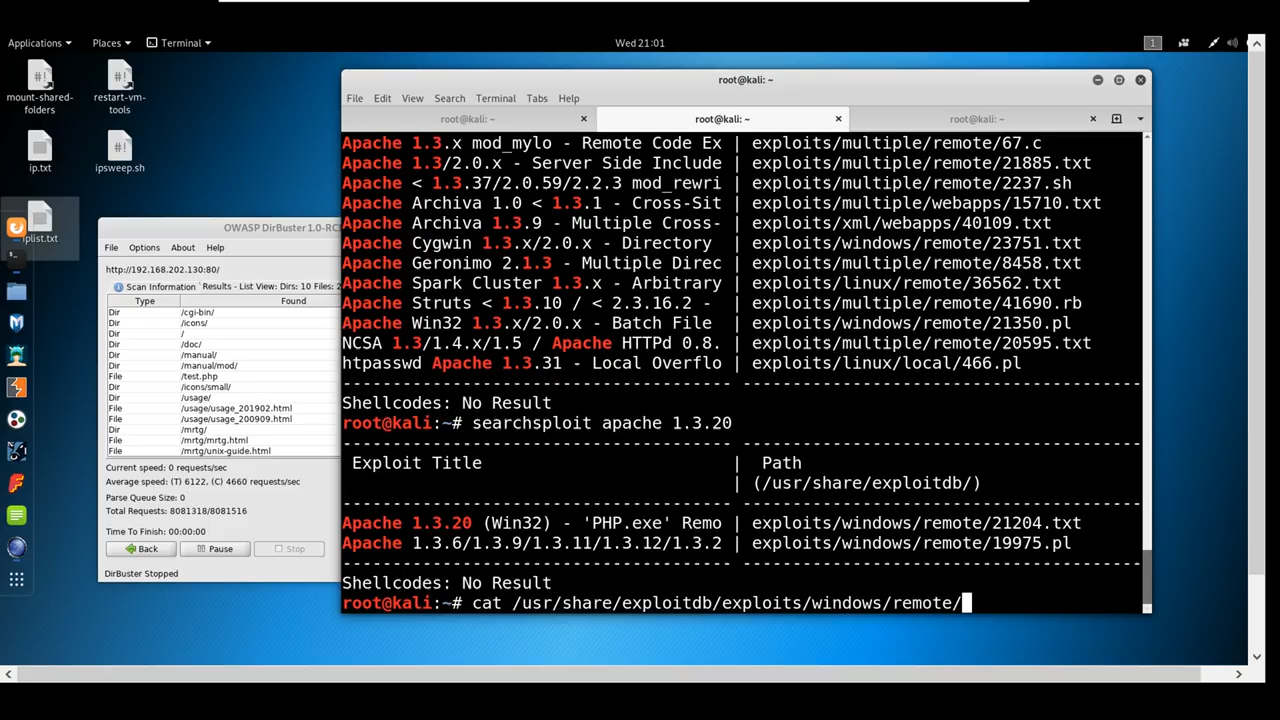 Applications
Places
Terminal
Wed 21:01
1
mount-shared-folders
restart-vm-tools
ip.txt
ipsweep.sh
iplist.txt
OWASP DirBuster 1.0-RC
File Options About Help
http://192.168.202.130:80/
Scan Information Results - List View: Dirs: 10 Files:
Type Found
Dir /cgi-bin/
Dir /icons/
Dir /
Dir /doc/
Dir /manual/
Dir /manual/mod/
File /test.php
Dir /icons/small/
Dir /usage/
File /usage/usage_201902.html
File /usage/usage_200909.html
Dir /mrtg/
File /mrtg/mrtg.html
File /mrtg/unix-guide.html
Current speed: 0 requests/sec
Average speed: (T) 6122, (C) 4660 requests/sec
Parse Queue Size: 0
Total Requests: 8081318/8081516
Time To Finish: 00:00:00
Back Pause Stop
DirBuster Stopped
root@kali: ~
File Edit View Search Terminal Tabs Help
root@kali: ~ root@kali: ~ root@kali: ~
Apache 1.3.x mod_mylo - Remote Code Ex | exploits/multiple/remote/67.c
Apache 1.3/2.0.x - Server Side Include | exploits/multiple/remote/21885.txt
Apache < 1.3.37/2.0.59/2.2.3 mod_rewri | exploits/multiple/remote/2237.sh
Apache Archiva 1.0 < 1.3.1 - Cross-Sit | exploits/multiple/webapps/15710.txt
Apache Archiva 1.3.9 - Multiple Cross- | exploits/xml/webapps/40109.txt
Apache Cygwin 1.3.x/2.0.x - Directory | exploits/windows/remote/23751.txt
Apache Geronimo 2.1.3 - Multiple Direc | exploits/multiple/remote/8458.txt
Apache Spark Cluster 1.3.x - Arbitrary | exploits/linux/remote/36562.txt
Apache Struts < 1.3.10 / < 2.3.16.2 - | exploits/multiple/remote/41690.rb
Apache Win32 1.3.x/2.0.x - Batch File | exploits/windows/remote/21350.pl
NCSA 1.3/1.4.x/1.5 / Apache HTTPd 0.8. | exploits/multiple/remote/20595.txt
htpasswd Apache 1.3.31 - Local Overflo | exploits/linux/local/466.pl
Shellcodes: No Result
root@kali:~# searchsploit apache 1.3.20
Exploit Title | Path
| (/usr/share/exploitdb/)
Apache 1.3.20 (Win32) - 'PHP.exe' Remo | exploits/windows/remote/21204.txt
Apache 1.3.6/1.3.9/1.3.11/1.3.12/1.3.2 | exploits/windows/remote/19975.pl
Shellcodes: No Result
root@kali:~# cat /usr/share/exploitdb/exploits/windows/remote/